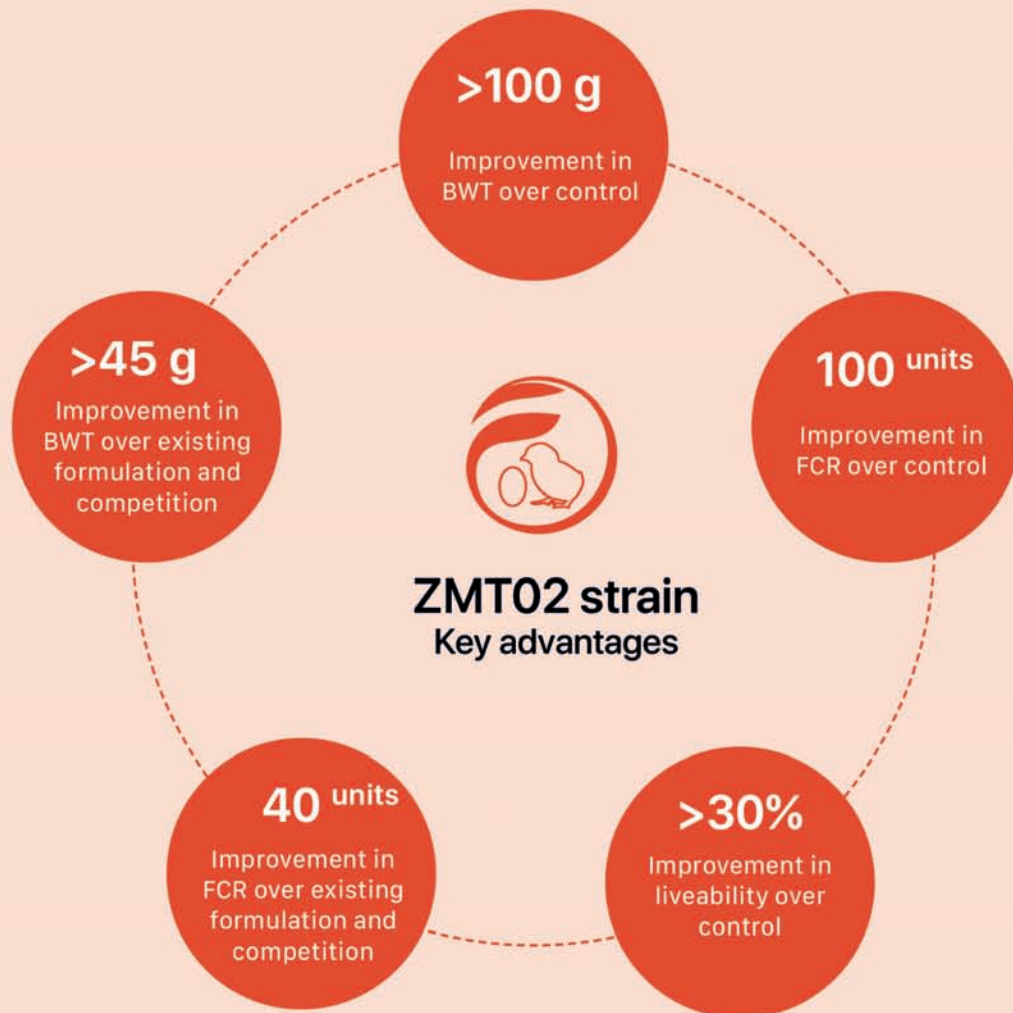 >100 g
Improvement in
BWT over control
100 units
Improvement in
FCR over control
>30%
Improvement in
liveability over
control
40 units
Improvement in
FCR over existing
formulation and
competition
>45 g
Improvement in
BWT over existing
formulation and
competition
ZMT02 strain
Key advantages